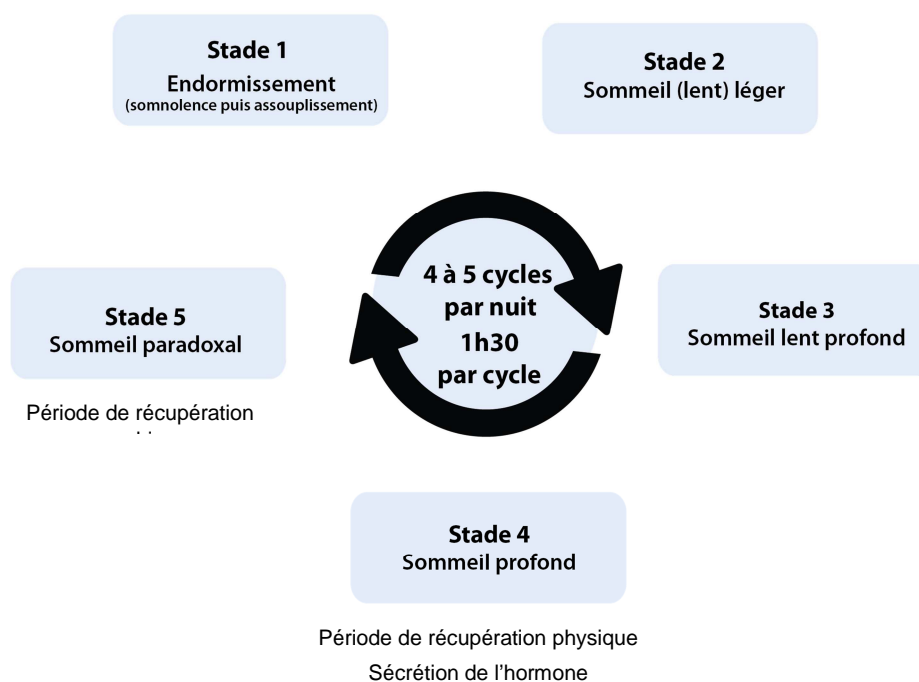 Stade 1
Endormissement
(somnolence puis assouplissement)
Stade 2
Sommeil (lent) léger
4 à 5 cycles
par nuit
1h30
par cycle
Stade 3
Sommeil lent profond
Stade 5
Sommeil paradoxal
Période de récupération
Stade 4
Sommeil profond
Période de récupération physique
Sécrétion de l'hormone